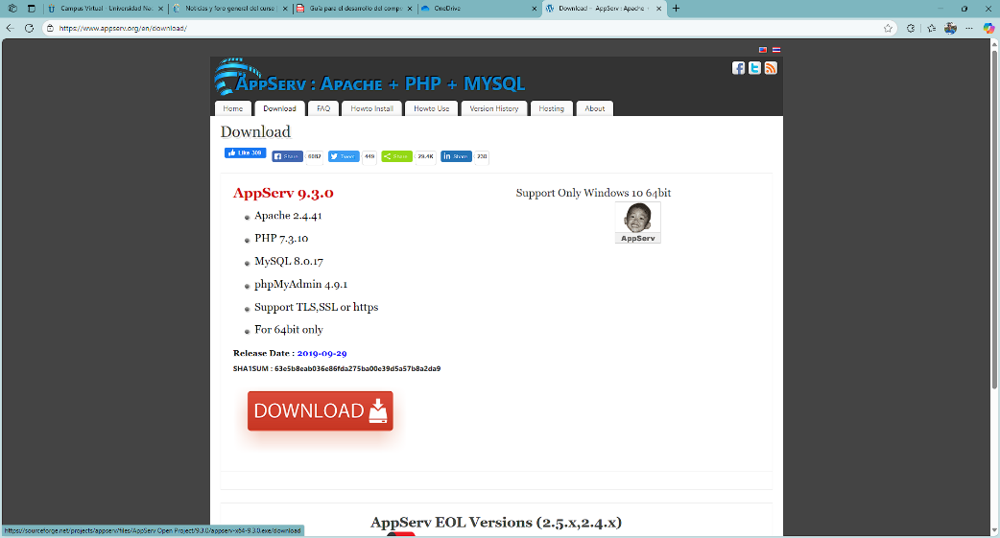 Campus Virtual - Universidad Na
Noticias y foro general del curso
Guía para el desarrollo del comp
OneDrive
Download - AppServ : Apache +
https://www.appserv.org/en/download/
AppServ : Apache + PHP + MYSQL
Home
Download
FAQ
Howto Install
Howto Use
Version History
Hosting
About
Download
Like 309
Share
6982
Tweet
449
Share
29.4K
Share
230
AppServ 9.3.0
Support Only Windows 10 64bit
Apache 2.4.41
AppServ
PHP 7.3.10
MySQL 8.0.17
phpMyAdmin 4.9.1
Support TLS,SSL or https
For 64bit only
Release Date : 2019-09-29
SHA1SUM : 63e5b8eab036e86fda275ba00e39d5a57b8a2da9
DOWNLOAD
AppServ EOL Versions (2.5.x,2.4.x)
https://sourceforge.net/projects/appserv/files/AppServ Open Project/9.3.0/appserv-x64-9.3.0.exe/download